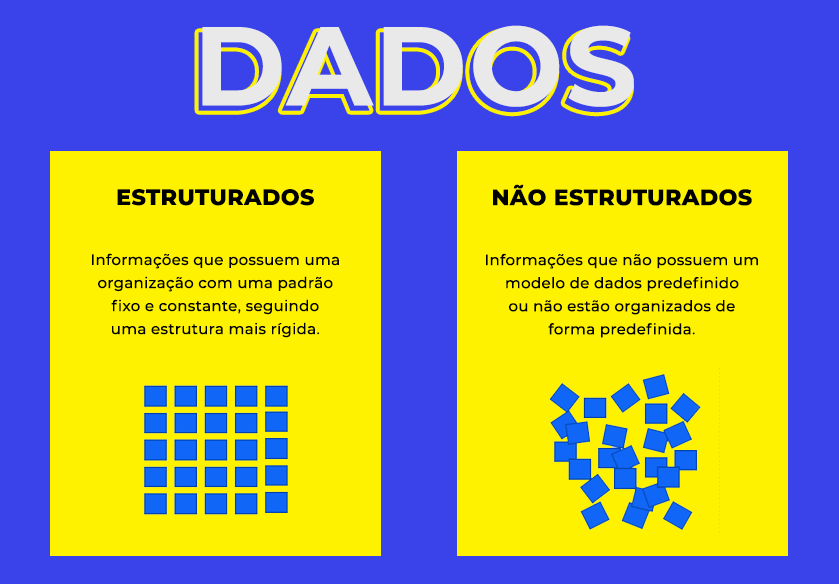 DADOS
ESTRUTURADOS
Informações que possuem uma
organização com uma padrão
fixo e constante, seguindo
uma estrutura mais rígida.
NÃO ESTRUTURADOS
Informações que não possuem um
modelo de dados predefinido
ou não estão organizados de
forma predefinida.